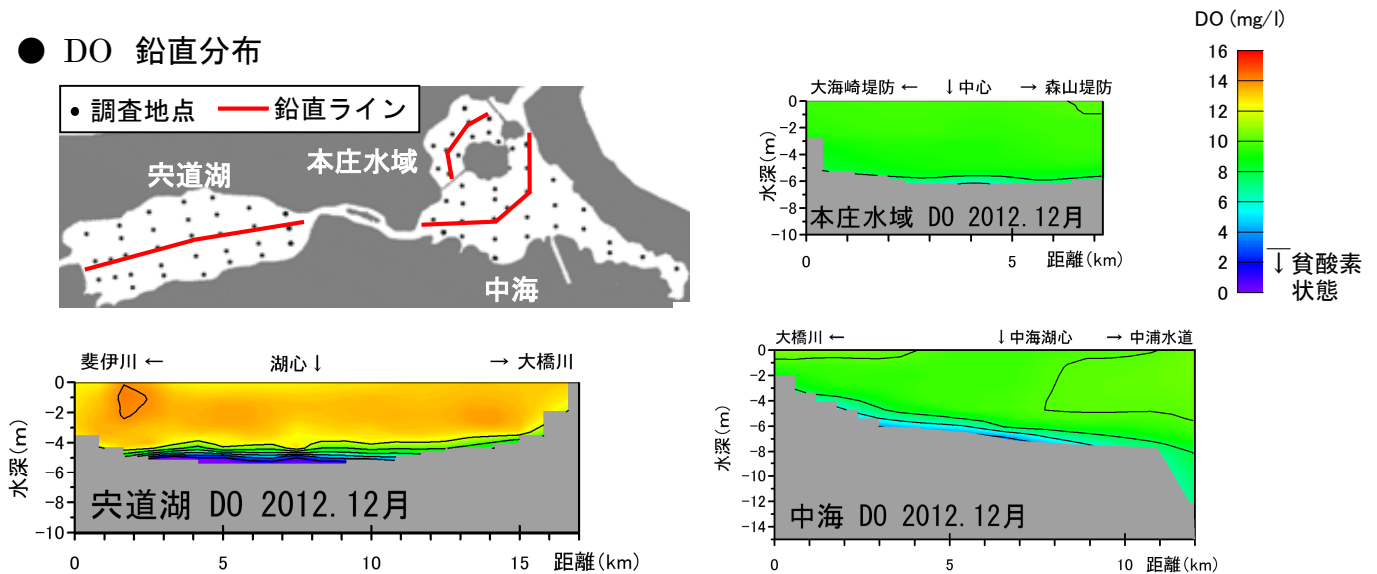 ● DO 鉛直分布
• 調査地点 鉛直ライン
宍道湖
本庄水域
中海
DO (mg/l)
16
14
12
10
8
6
4
2
0
↓貧酸素
状態
大海崎堤防 ← ↓中心 → 森山堤防
水深(m)
0
-2
-4
-6
-8
-10
本庄水域 DO 2012.12月
0 5 距離(km)
斐伊川 ← 湖心↓ → 大橋川
水深(m)
0
-2
-4
-6
-8
-10
宍道湖 DO 2012.12月
0 5 10 15 距離(km)
大橋川 ← ↓中海湖心 → 中浦水道
水深(m)
0
-2
-4
-6
-8
-10
-12
-14
中海 DO 2012.12月
0 5 10 距離(km)